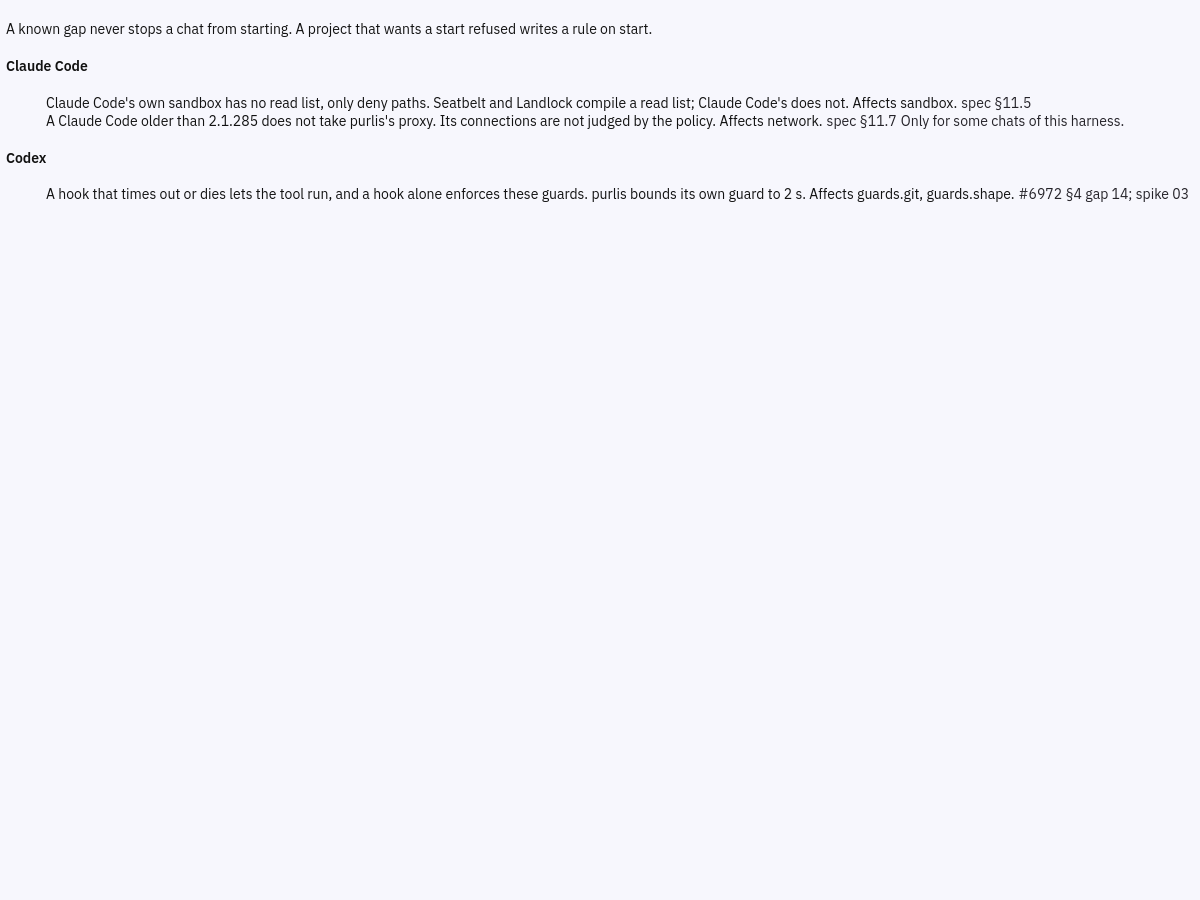 A known gap never stops a chat from starting. A project that wants a start refused writes a rule on start.
Claude Code
Claude Code's own sandbox has no read list, only deny paths. Seatbelt and Landlock compile a read list; Claude Code's does not. Affects sandbox. spec §11.5
A Claude Code older than 2.1.285 does not take purlis's proxy. Its connections are not judged by the policy. Affects network. spec §11.7 Only for some chats of this harness.
Codex
A hook that times out or dies lets the tool run, and a hook alone enforces these guards. purlis bounds its own guard to 2 s. Affects guards.git, guards.shape. #6972 §4 gap 14; spike 03